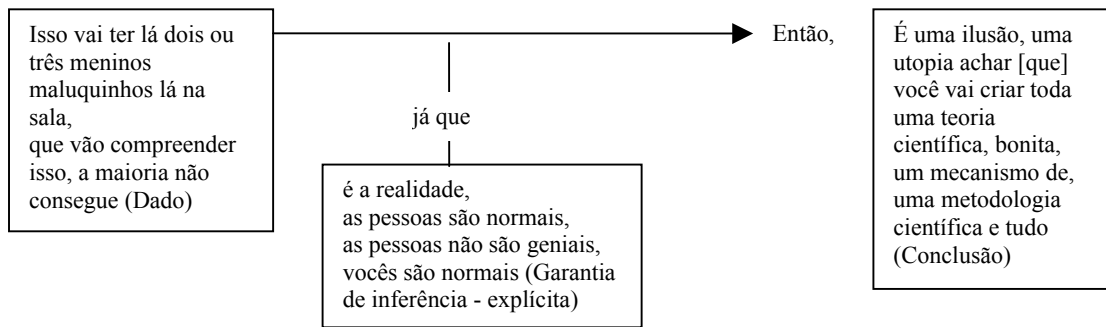 Isso vai ter lá dois ou
três meninos
maluquinhos lá na
sala,
que vão compreender
isso, a maioria não
consegue (Dado)
já que
é a realidade,
as pessoas são normais,
as pessoas não são geniais,
vocês são normais (Garantia
de inferência - explícita)
Então,
É uma ilusão, uma
utopia achar [que]
você vai criar toda
uma teoria
científica, bonita,
um mecanismo de,
uma metodologia
científica e tudo
(Conclusão)